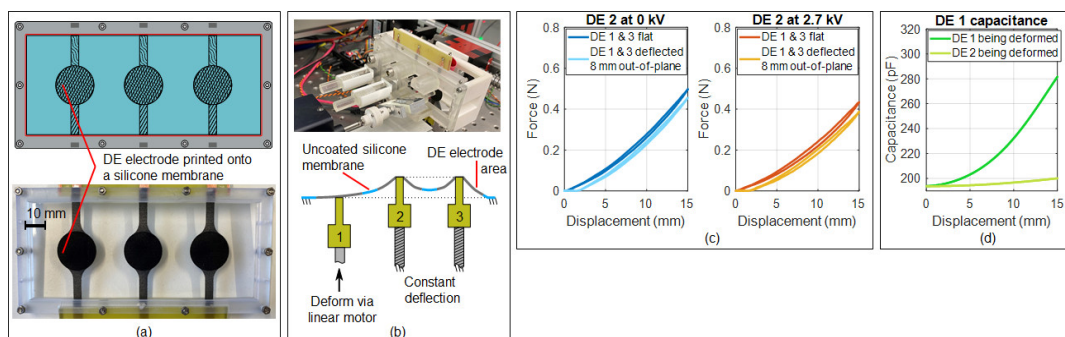 DE electrode printed onto
a silicone membrane
10 mm
(a)
Uncoated silicone
membrane
DE electrode
area
1
2
3
Deform via
linear motor
Constant
deflection
(b)
DE 2 at 0 kV
DE 1 & 3 flat
DE 1 & 3 deflected
8 mm out-of-plane
Force (N)
0.8
0.6
0.4
0.2
0
0 5 10 15
Displacement (mm)
DE 2 at 2.7 kV
DE 1 & 3 flat
DE 1 & 3 deflected
8 mm out-of-plane
Force (N)
0.8
0.6
0.4
0.2
0
0 5 10 15
Displacement (mm)
(c)
DE 1 capacitance
DE 1 being deformed
DE 2 being deformed
Capacitance (pF)
320
300
280
260
240
220
200
0 5 10 15
Displacement (mm)
(d)